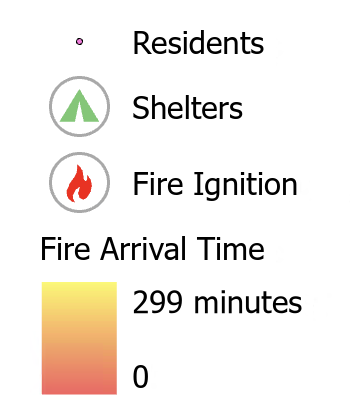 Residents
Shelters
Fire Ignition
Fire Arrival Time
299 minutes
0